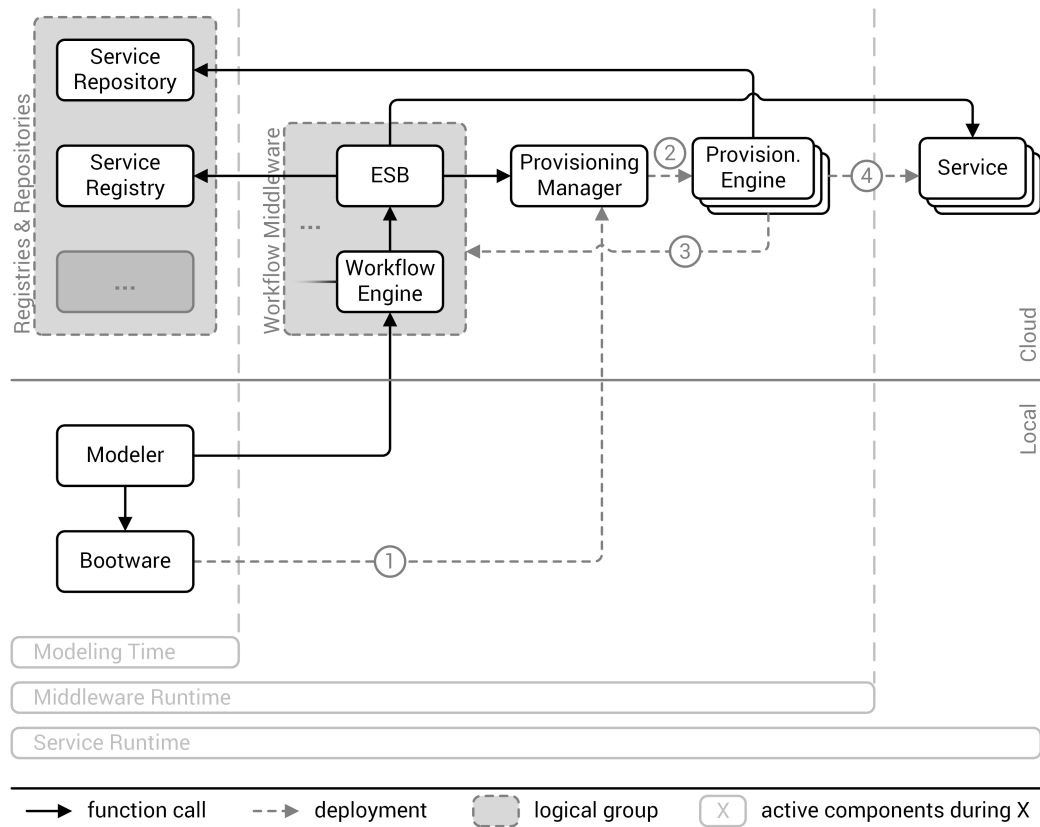 Registries & Repositories
Service
Repository
Service
Registry
...
Workflow Middleware
ESB
...
Workflow
Engine
Provisioning
Manager
2
Provision.
Engine
4
Service
3
Cloud
Local
Modeler
Bootware
1
Modeling Time
Middleware Runtime
Service Runtime
function call
deployment
logical group
X
active components during X